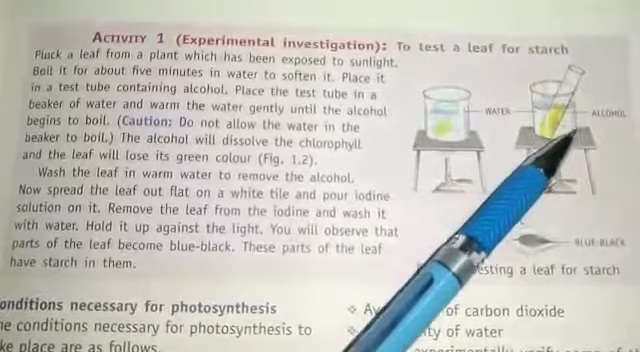 ACTIVITY 1 (Experimental investigation): To test a leaf for starch
Pluck a leaf from a plant which has been exposed to sunlight.
Boil it for about five minutes in water to soften it. Place it
in a test tube containing alcohol. Place the test tube in a
beaker of water and warm the water gently until the alcohol
begins to boil. (Caution: Do not allow the water in the
beaker to boil.) The alcohol will dissolve the chlorophyll
and the leaf will lose its green colour (Fig. 1.2).
Wash the leaf in warm water to remove the alcohol.
Now spread the leaf out flat on a white tile and pour iodine
solution on it. Remove the leaf from the iodine and wash it
with water. Hold it up against the light. You will observe that
parts of the leaf become blue-black. These parts of the leaf
have starch in them.
WATER
ALCOHOL
BLUE-BLACK
esting a leaf for starch
onditions necessary for photosynthesis
e conditions necessary for photosynthesis to
ke place are as follows.
of carbon dioxide
ity of water